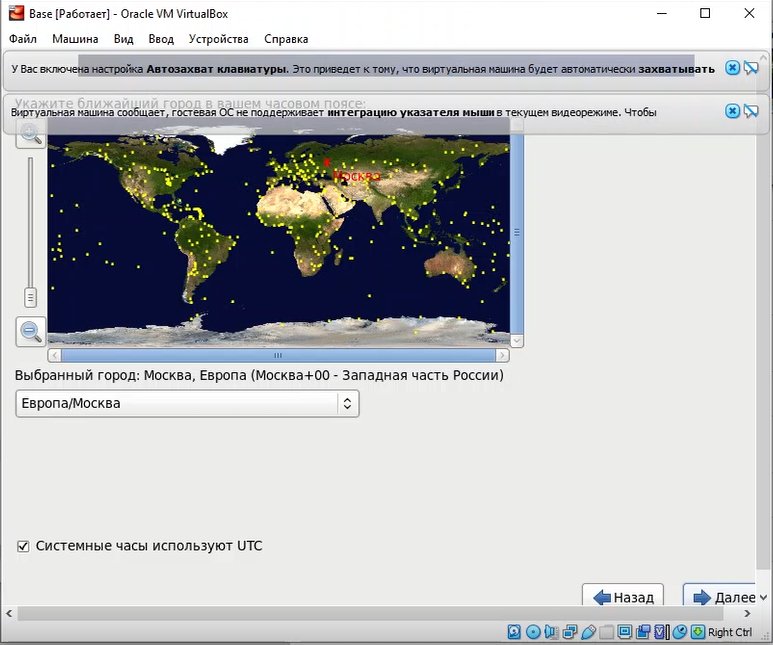 Base [Работает] - Oracle VM VirtualBox
Файл Машина Вид Ввод Устройства Справка
У Вас включена настройка Автозахват клавиатуры. Это приведет к тому, что виртуальная машина будет автоматически захватывать
Укажите ближайший город в вашем часовом поясе:
Виртуальная машина сообщает, гостевая ОС не поддерживает интеграцию указателя мыши в текущем видеорежиме. Чтобы
Москва
Выбранный город: Москва, Европа (Москва+00 - Западная часть России)
Европа/Москва
Системные часы используют UTC
Назад Далее
Right Ctrl